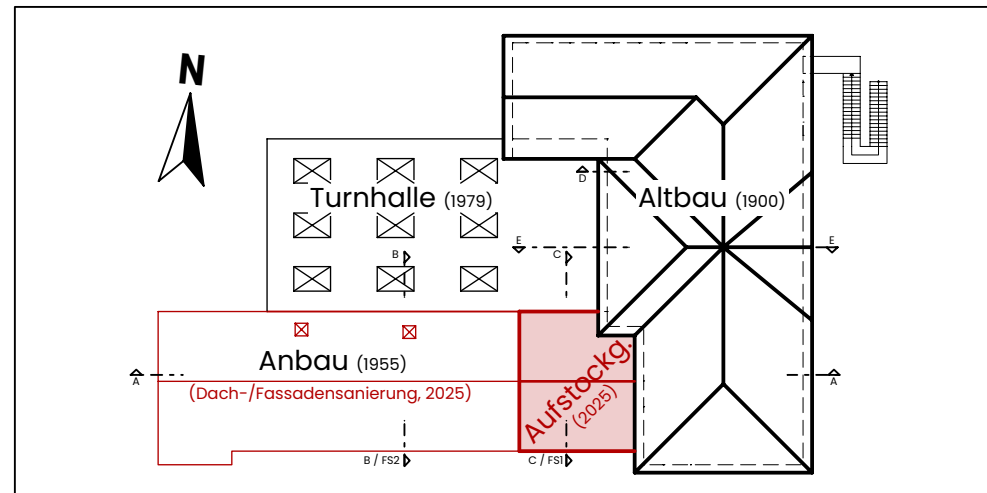 N
Turnhalle (1979)
D
Altbau (1900)
E
E
B
C
Anbau (1955)
A
A
(Dach-/Fassadensanierung, 2025)
Aufstockg.
(2025)
B / FS2
C / FS1